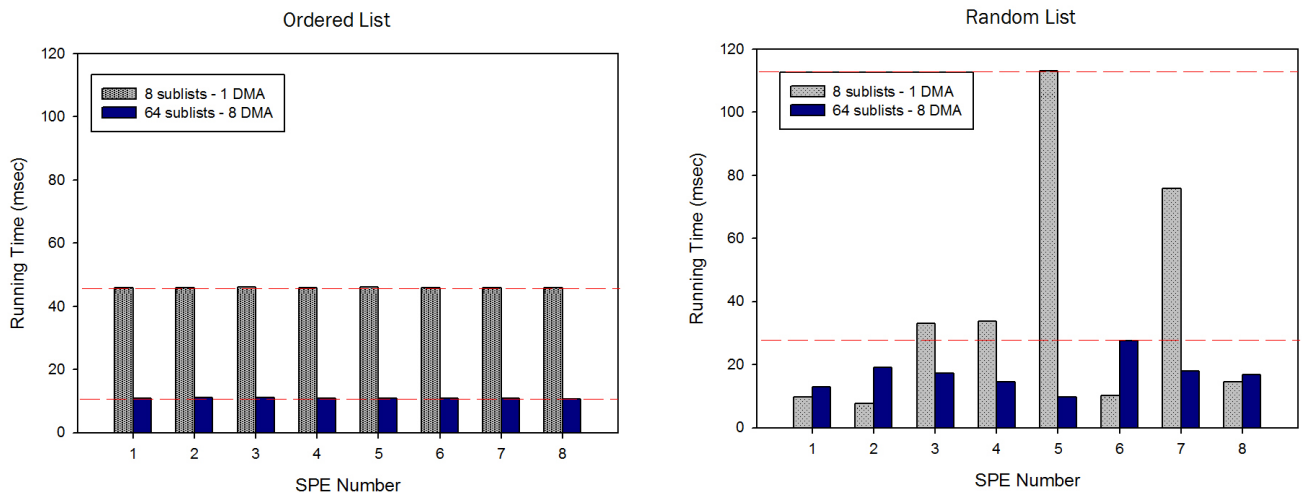 Ordered List
120
100
80
60
40
20
0
Running Time (msec)
8 sublists - 1 DMA
64 sublists - 8 DMA
1 2 3 4 5 6 7 8
SPE Number
Random List
120
100
80
60
40
20
0
Running Time (msec)
8 sublists - 1 DMA
64 sublists - 8 DMA
1 2 3 4 5 6 7 8
SPE Number